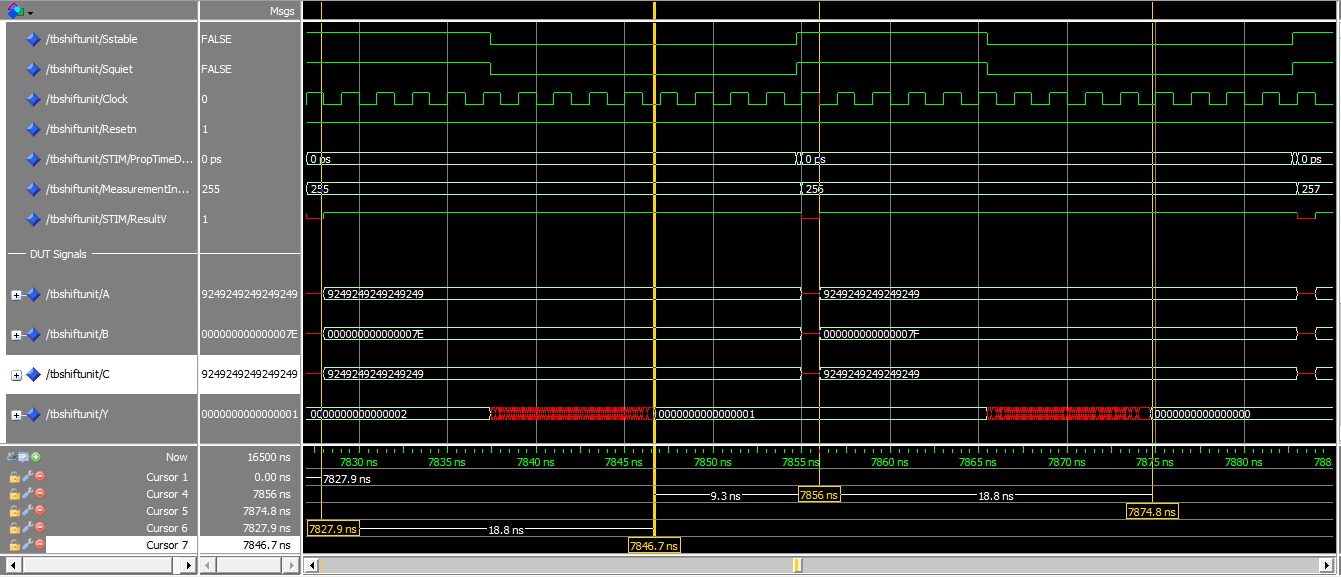 Msgs
/tbshiftunit/Sstable FALSE
/tbshiftunit/Squiet FALSE
/tbshiftunit/Clock 0
/tbshiftunit/Resetn 1
/tbshiftunit/STIM/PropTimeD... 0 ps 0 ps 0 ps 0 ps
/tbshiftunit/MeasurementIn... 255 255 256 257
/tbshiftunit/STIM/ResultV 1
DUT Signals
/tbshiftunit/A 9249249249249249 9249249249249249 9249249249249249
/tbshiftunit/B 000000000000007E 000000000000007E 000000000000007F
/tbshiftunit/C 9249249249249249 9249249249249249 9249249249249249
/tbshiftunit/Y 0000000000000001 0000000000000002 0000000000000001 0000000000000000
Now 16500 ns 7830 ns 7835 ns 7840 ns 7845 ns 7850 ns 7855 ns 7860 ns 7865 ns 7870 ns 7875 ns 7880 ns 788
Cursor 1 0.00 ns 7827.9 ns
Cursor 4 7856 ns 9.3 ns 7856 ns 18.8 ns
Cursor 5 7874.8 ns 7874.8 ns
Cursor 6 7827.9 ns 7827.9 ns 18.8 ns
Cursor 7 7846.7 ns 7846.7 ns